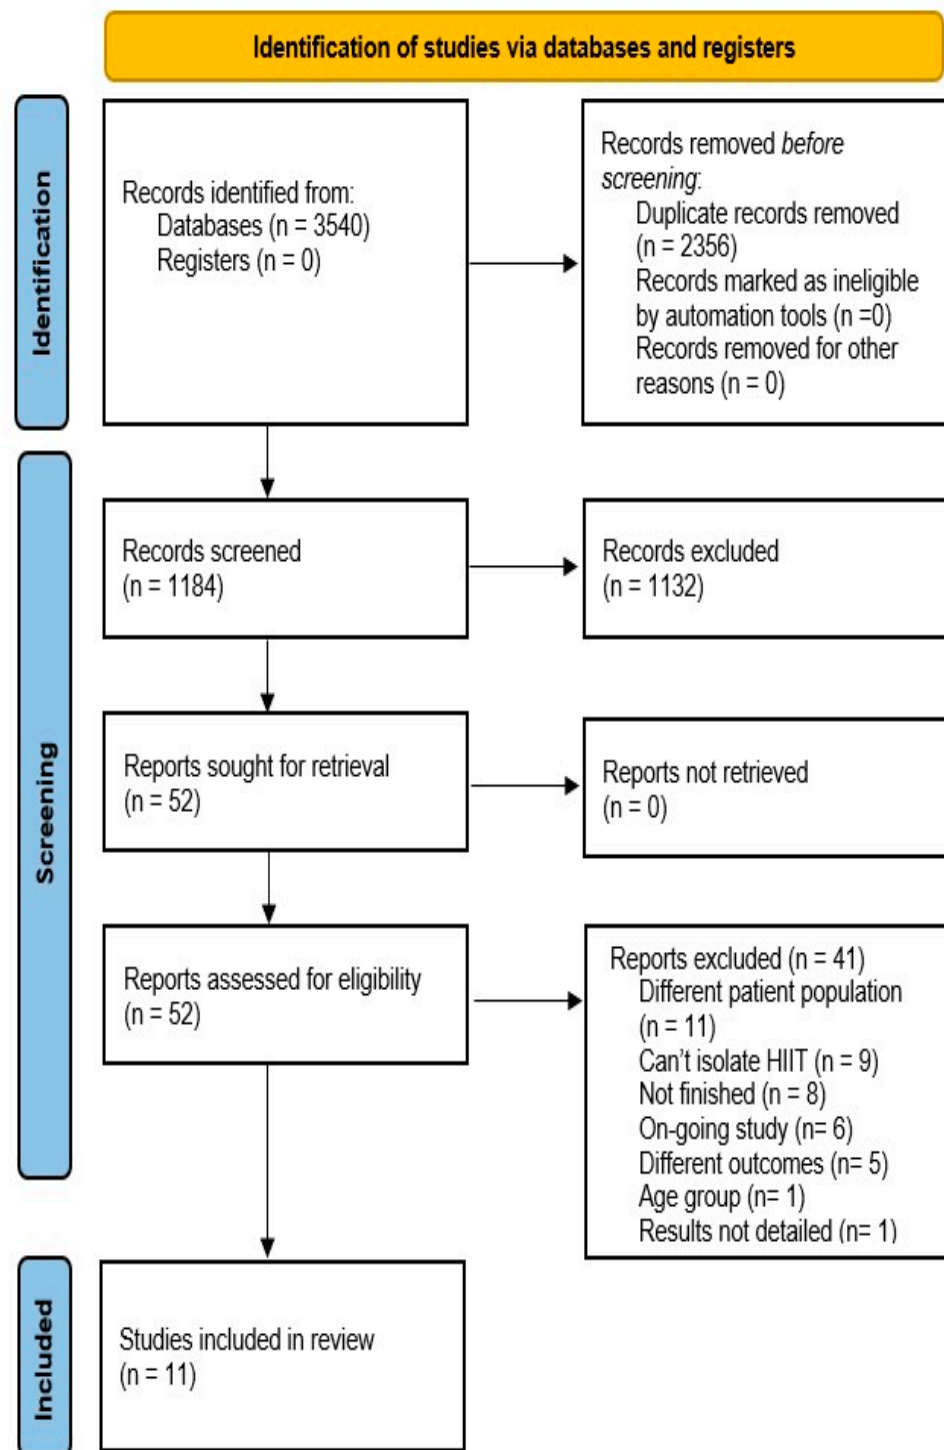 Identification of studies via databases and registers
Identification
Records identified from:
Databases (n = 3540)
Registers (n = 0)
Records removed before
screening:
Duplicate records removed
(n = 2356)
Records marked as ineligible
by automation tools (n =0)
Records removed for other
reasons (n = 0)
Screening
Records screened
(n = 1184)
Records excluded
(n = 1132)
Reports sought for retrieval
(n = 52)
Reports not retrieved
(n = 0)
Reports assessed for eligibility
(n = 52)
Reports excluded (n = 41)
Different patient population
(n = 11)
Can’t isolate HIIT (n = 9)
Not finished (n = 8)
On-going study (n= 6)
Different outcomes (n= 5)
Age group (n= 1)
Results not detailed (n= 1)
Included
Studies included in review
(n = 11)